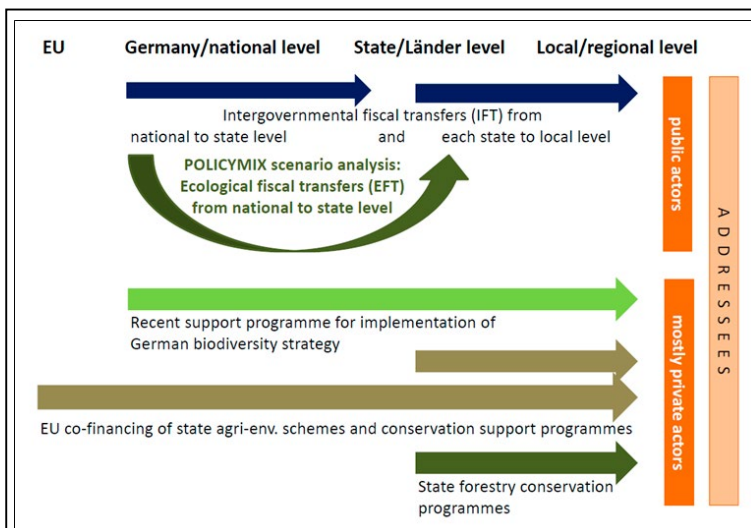 EU Germany/national level State/Länder level Local/regional level
Intergovernmental fiscal transfers (IFT) from
national to state level and each state to local level
POLICYMIX scenario analysis:
Ecological fiscal transfers (EFT)
from national to state level
public actors
Recent support programme for implementation of
German biodiversity strategy
EU co-financing of state agri-env. schemes and conservation support programmes
State forestry conservation
programmes
mostly private actors
ADDRESSEES